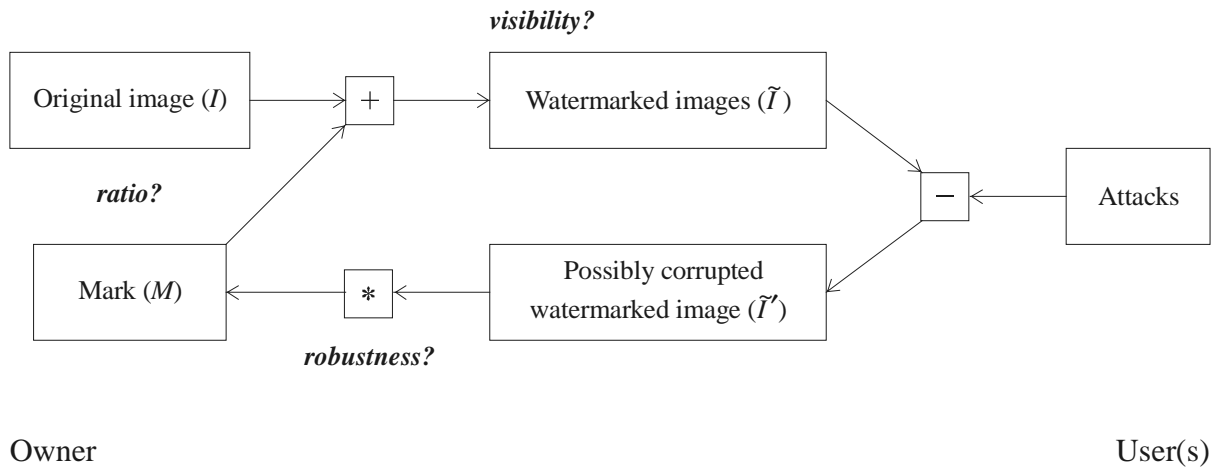 visibility?
Original image (I)
+
Watermarked images (Ĩ)
ratio?
−
Attacks
Mark (M)
*
Possibly corrupted
watermarked image (Ĩ′)
robustness?
Owner
User(s)